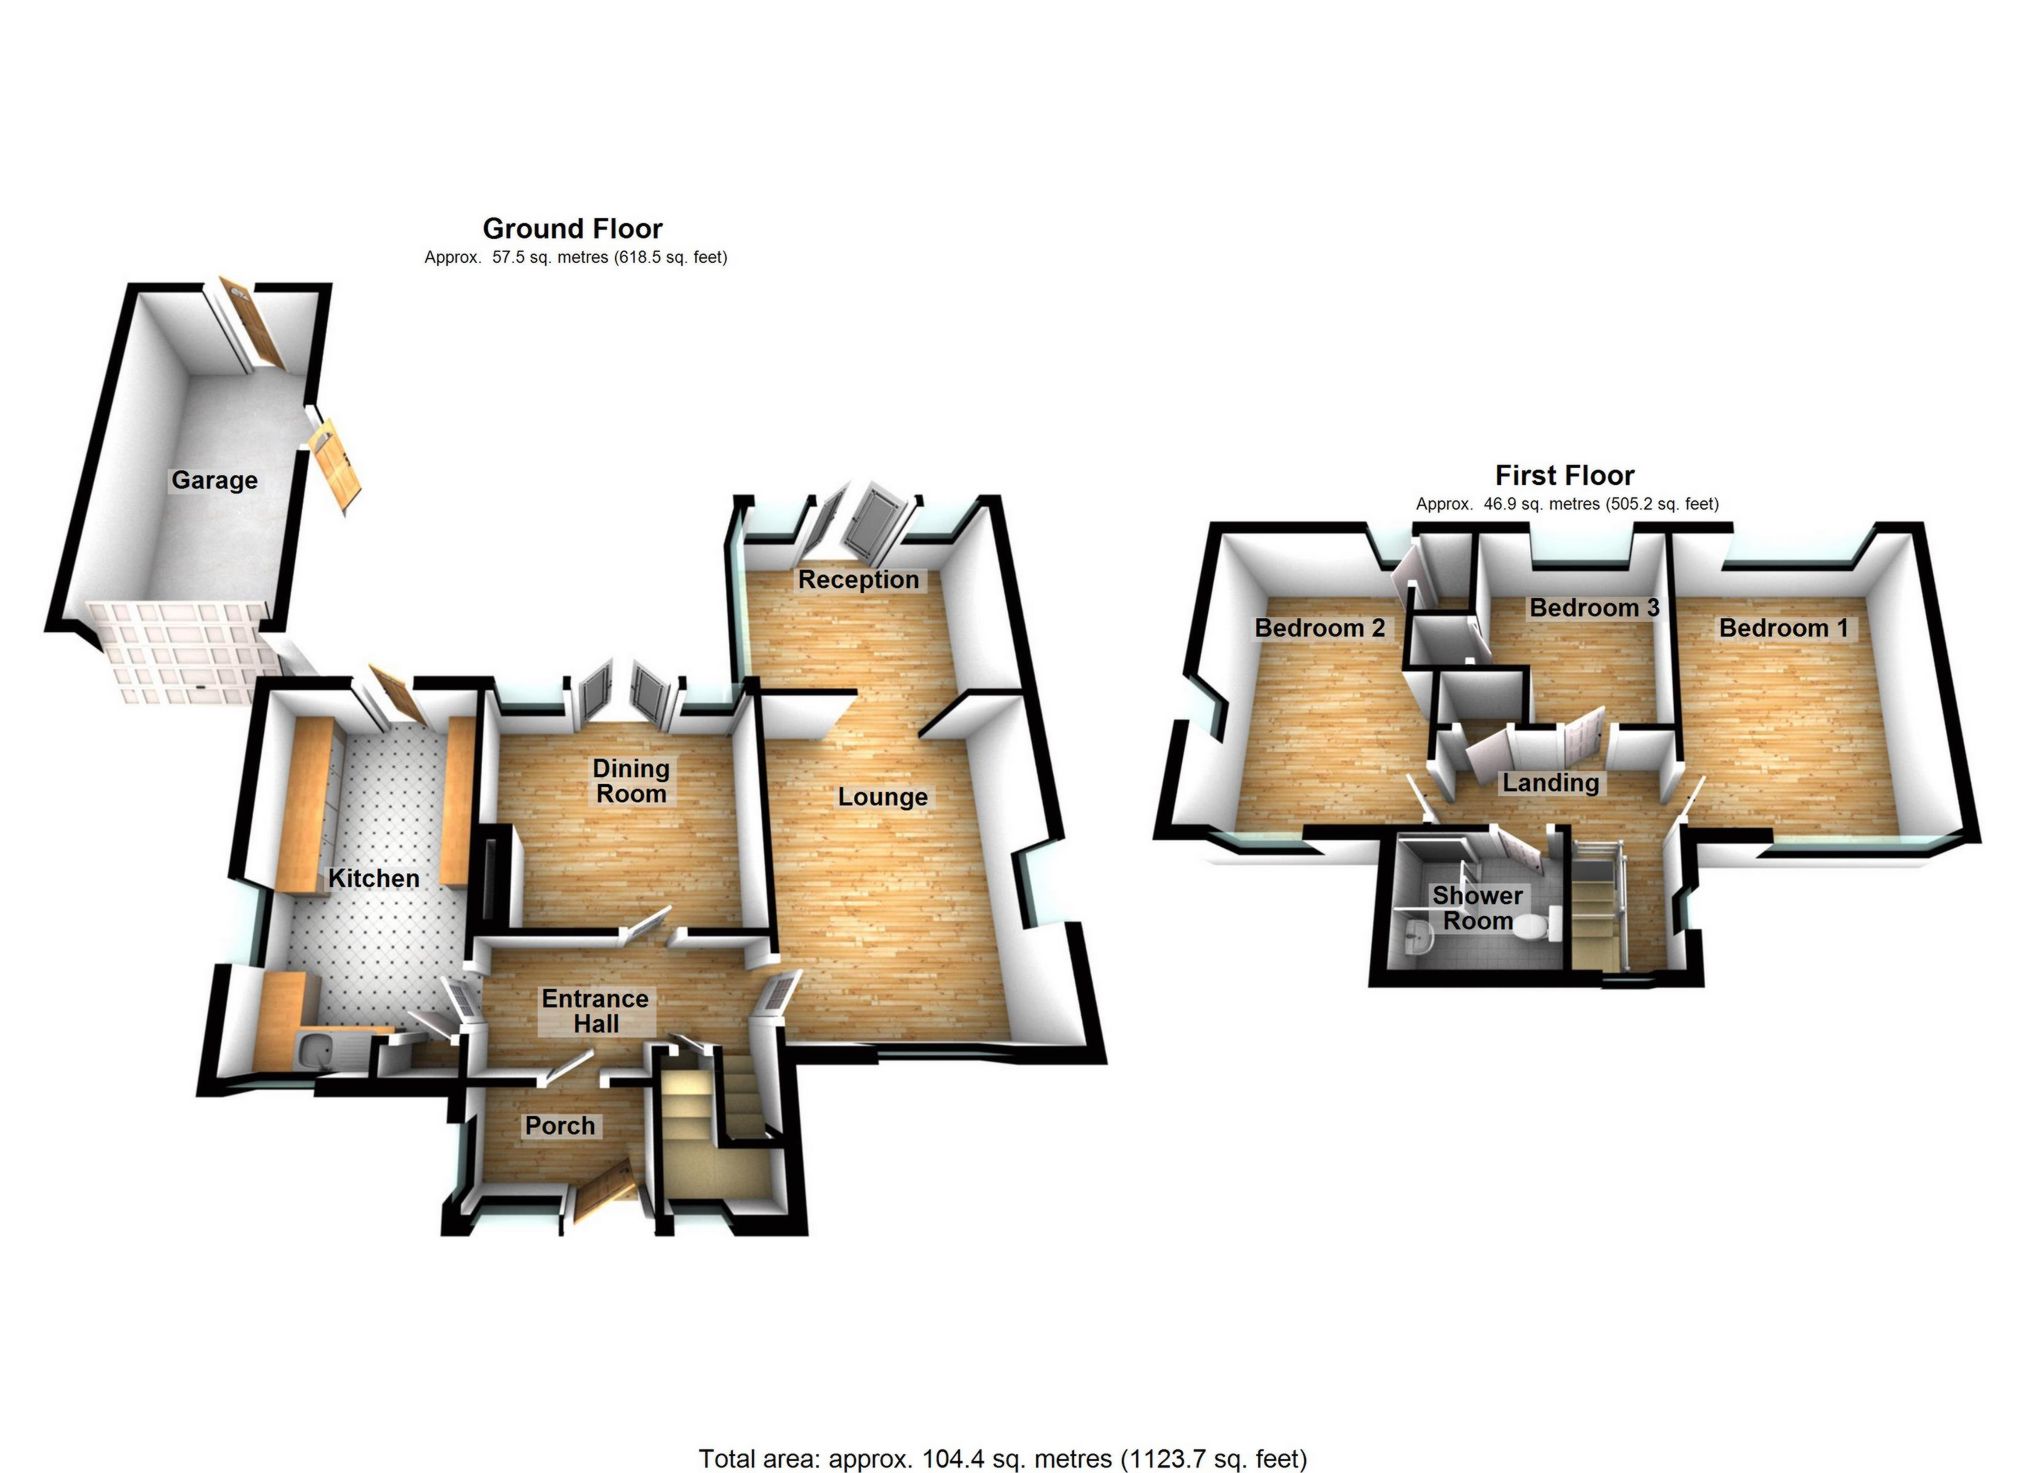 Ground Floor
Approx. 57.5 sq. metres (618.5 sq. feet)
Garage
Reception
Dining
Room
Lounge
Kitchen
Entrance
Hall
Porch
First Floor
Approx. 46.9 sq. metres (505.2 sq. feet)
Bedroom 2
Bedroom 3
Bedroom 1
Landing
Shower
Room
Total area: approx. 104.4 sq. metres (1123.7 sq. feet)